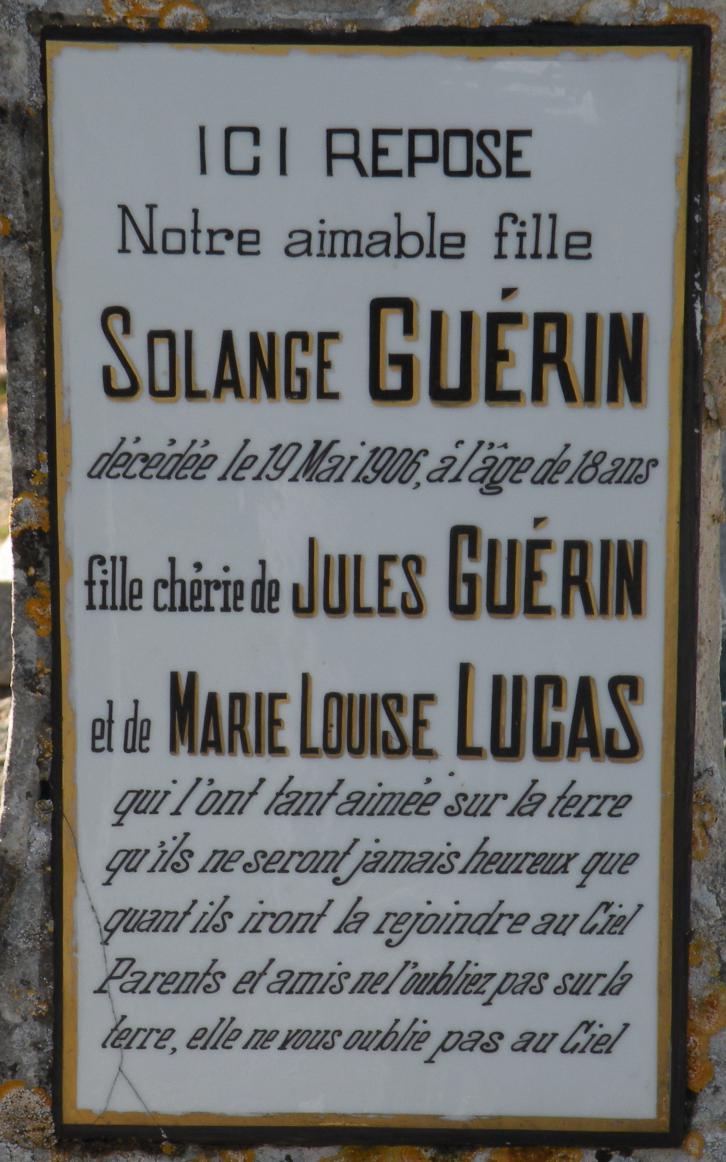 ICI REPOSE
Notre aimable fille
SOLANGE GUÉRIN
décédée le 19 Mai 1906, à l'âge de 18 ans
fille chérie de JULES GUÉRIN
et de MARIE LOUISE LUCAS
qui l'ont tant aimée sur la terre
qu'ils ne seront jamais heureux que
quant ils iront la rejoindre au Ciel
Parents et amis ne l'oubliez pas sur la
terre, elle ne vous oublie pas au Ciel